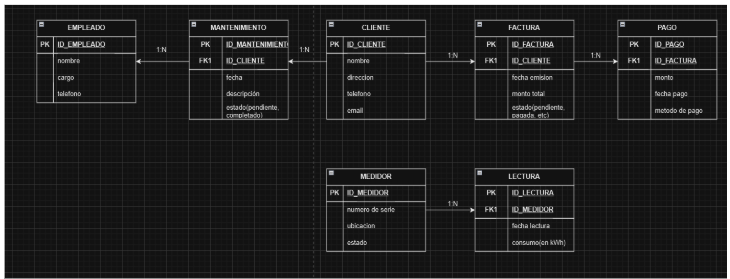 EMPLEADO
PK ID_EMPLEADO
nombre
cargo
telefono
1:N
MANTENIMIENTO
PK ID_MANTENIMIENT
FK1 ID_CLIENTE
fecha
descripción
estado(pendiente,
completado)
1:N
CLIENTE
PK ID_CLIENTE
nombre
direccion
telefono
email
1:N
FACTURA
PK ID_FACTURA
FK1 ID_CLIENTE
fecha emision
monto total
estado(pendiente,
pagada, etc)
1:N
PAGO
PK ID_PAGO
FK1 ID_FACTURA
monto
fecha pago
metodo de pago
MEDIDOR
PK ID_MEDIDOR
numero de serie
ubicacion
estado
1:N
LECTURA
PK ID_LECTURA
FK1 ID_MEDIDOR
fecha lectura
consumo(en kWh)